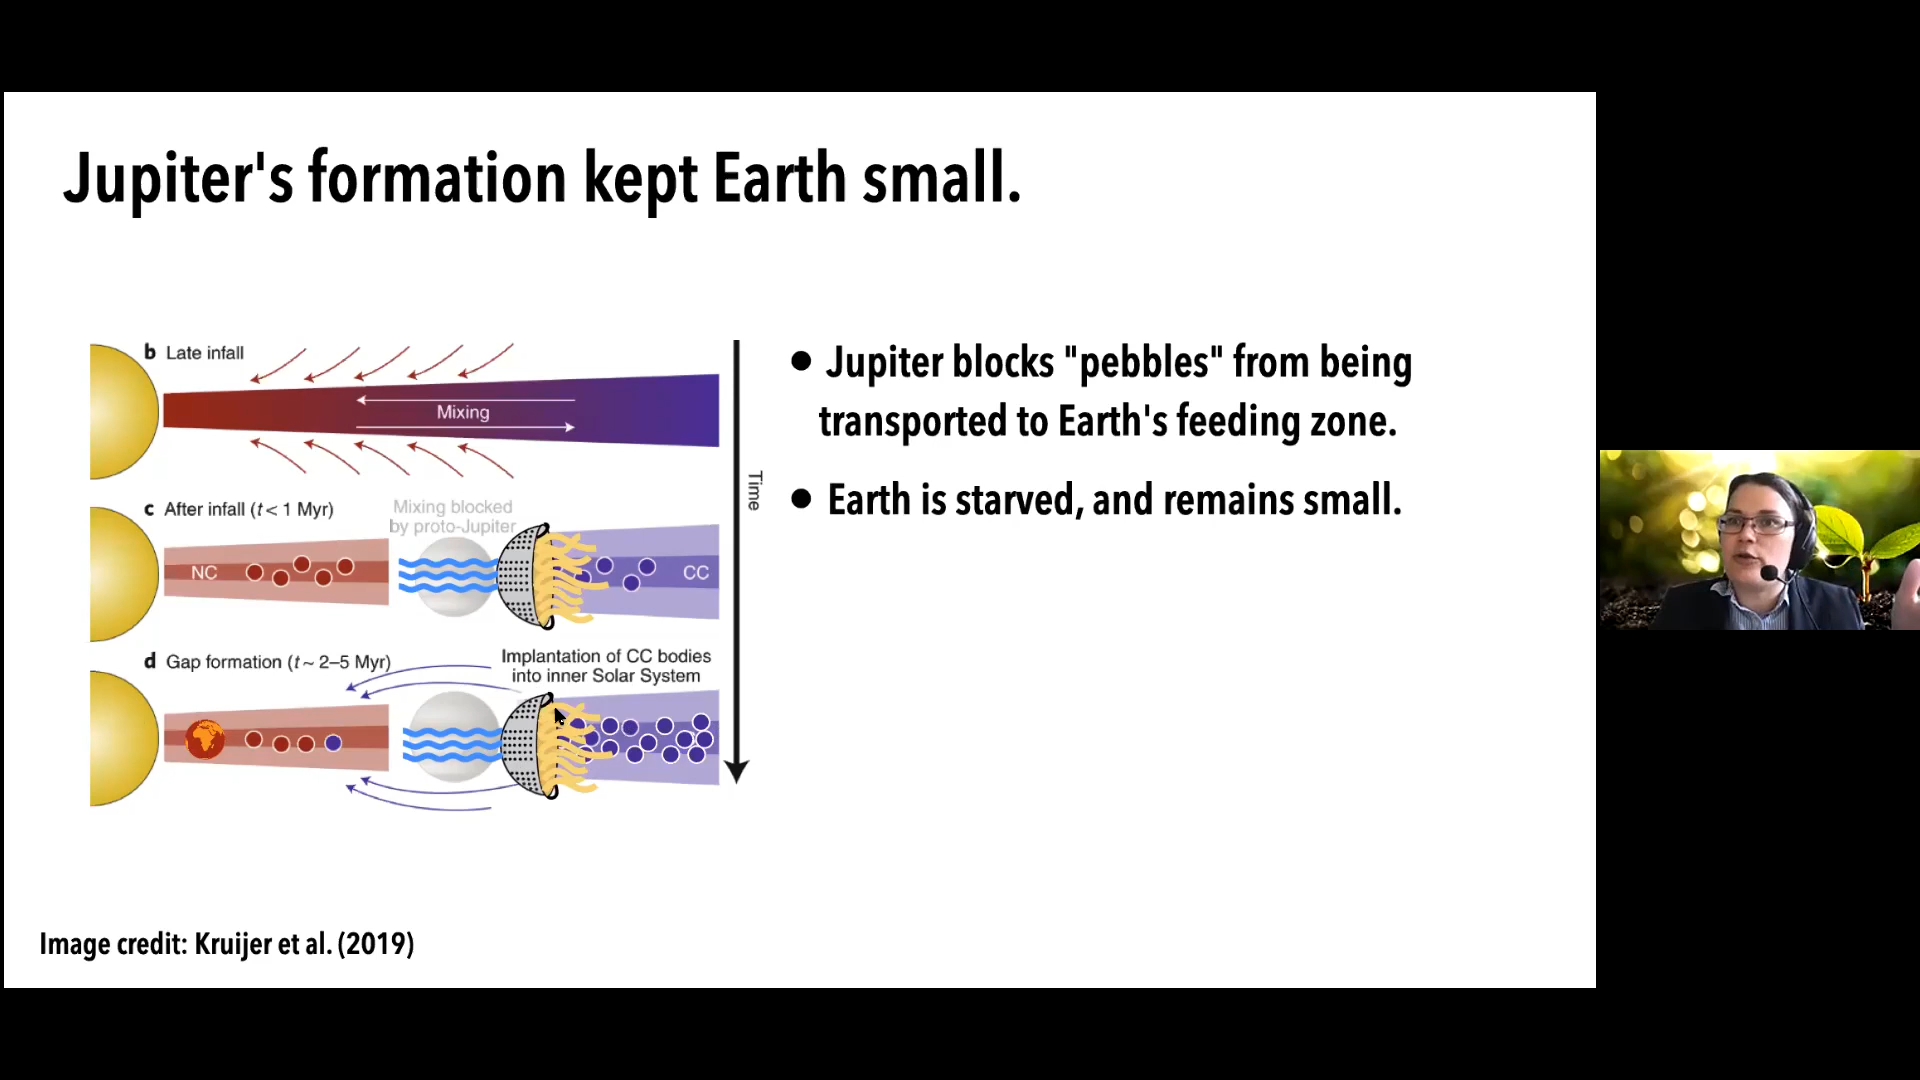 Jupiter's formation kept Earth small.
b Late infall
Mixing
Time
c After infall (t < 1 Myr)
Mixing blocked
by proto-Jupiter
NC
CC
d Gap formation (t ~ 2–5 Myr)
Implantation of CC bodies
into inner Solar System
• Jupiter blocks "pebbles" from being
transported to Earth's feeding zone.
• Earth is starved, and remains small.
Image credit: Kruijer et al. (2019)